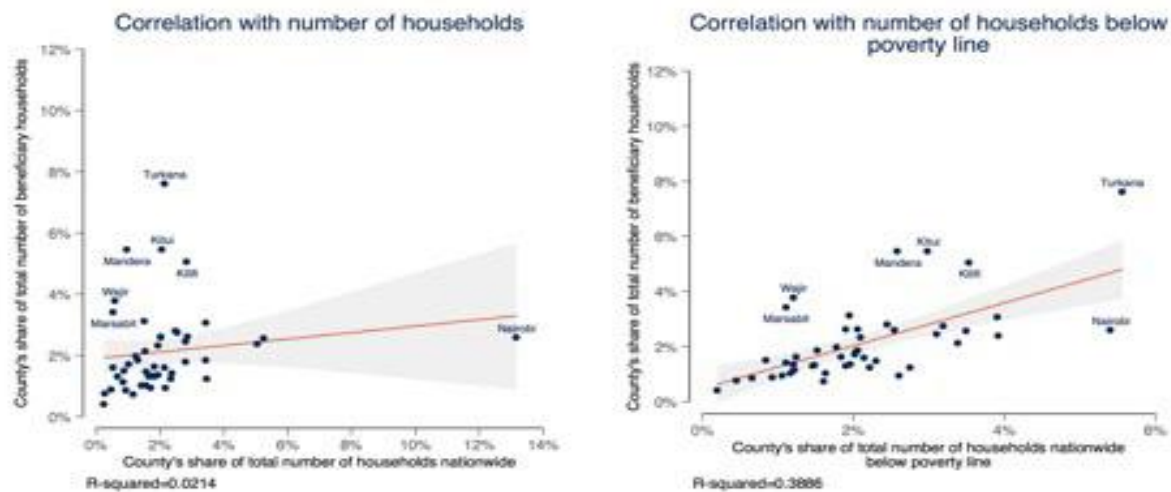 Correlation with number of households
County's share of total number of beneficiary households
12%
10%
8%
6%
4%
2%
0%
Turkana
Kitui
Mandera
Kilifi
Wajir
Marsabit
Nairobi
0% 2% 4% 6% 8% 10% 12% 14%
County's share of total number of households nationwide
R-squared=0.0214
Correlation with number of households below
poverty line
County's share of total number of beneficiary households
12%
10%
8%
6%
4%
2%
0%
Turkana
Kitui
Mandera
Kilifi
Wajir
Marsabit
Nairobi
0% 2% 4% 6%
County's share of total number of households nationwide
below poverty line
R-squared=0.3886